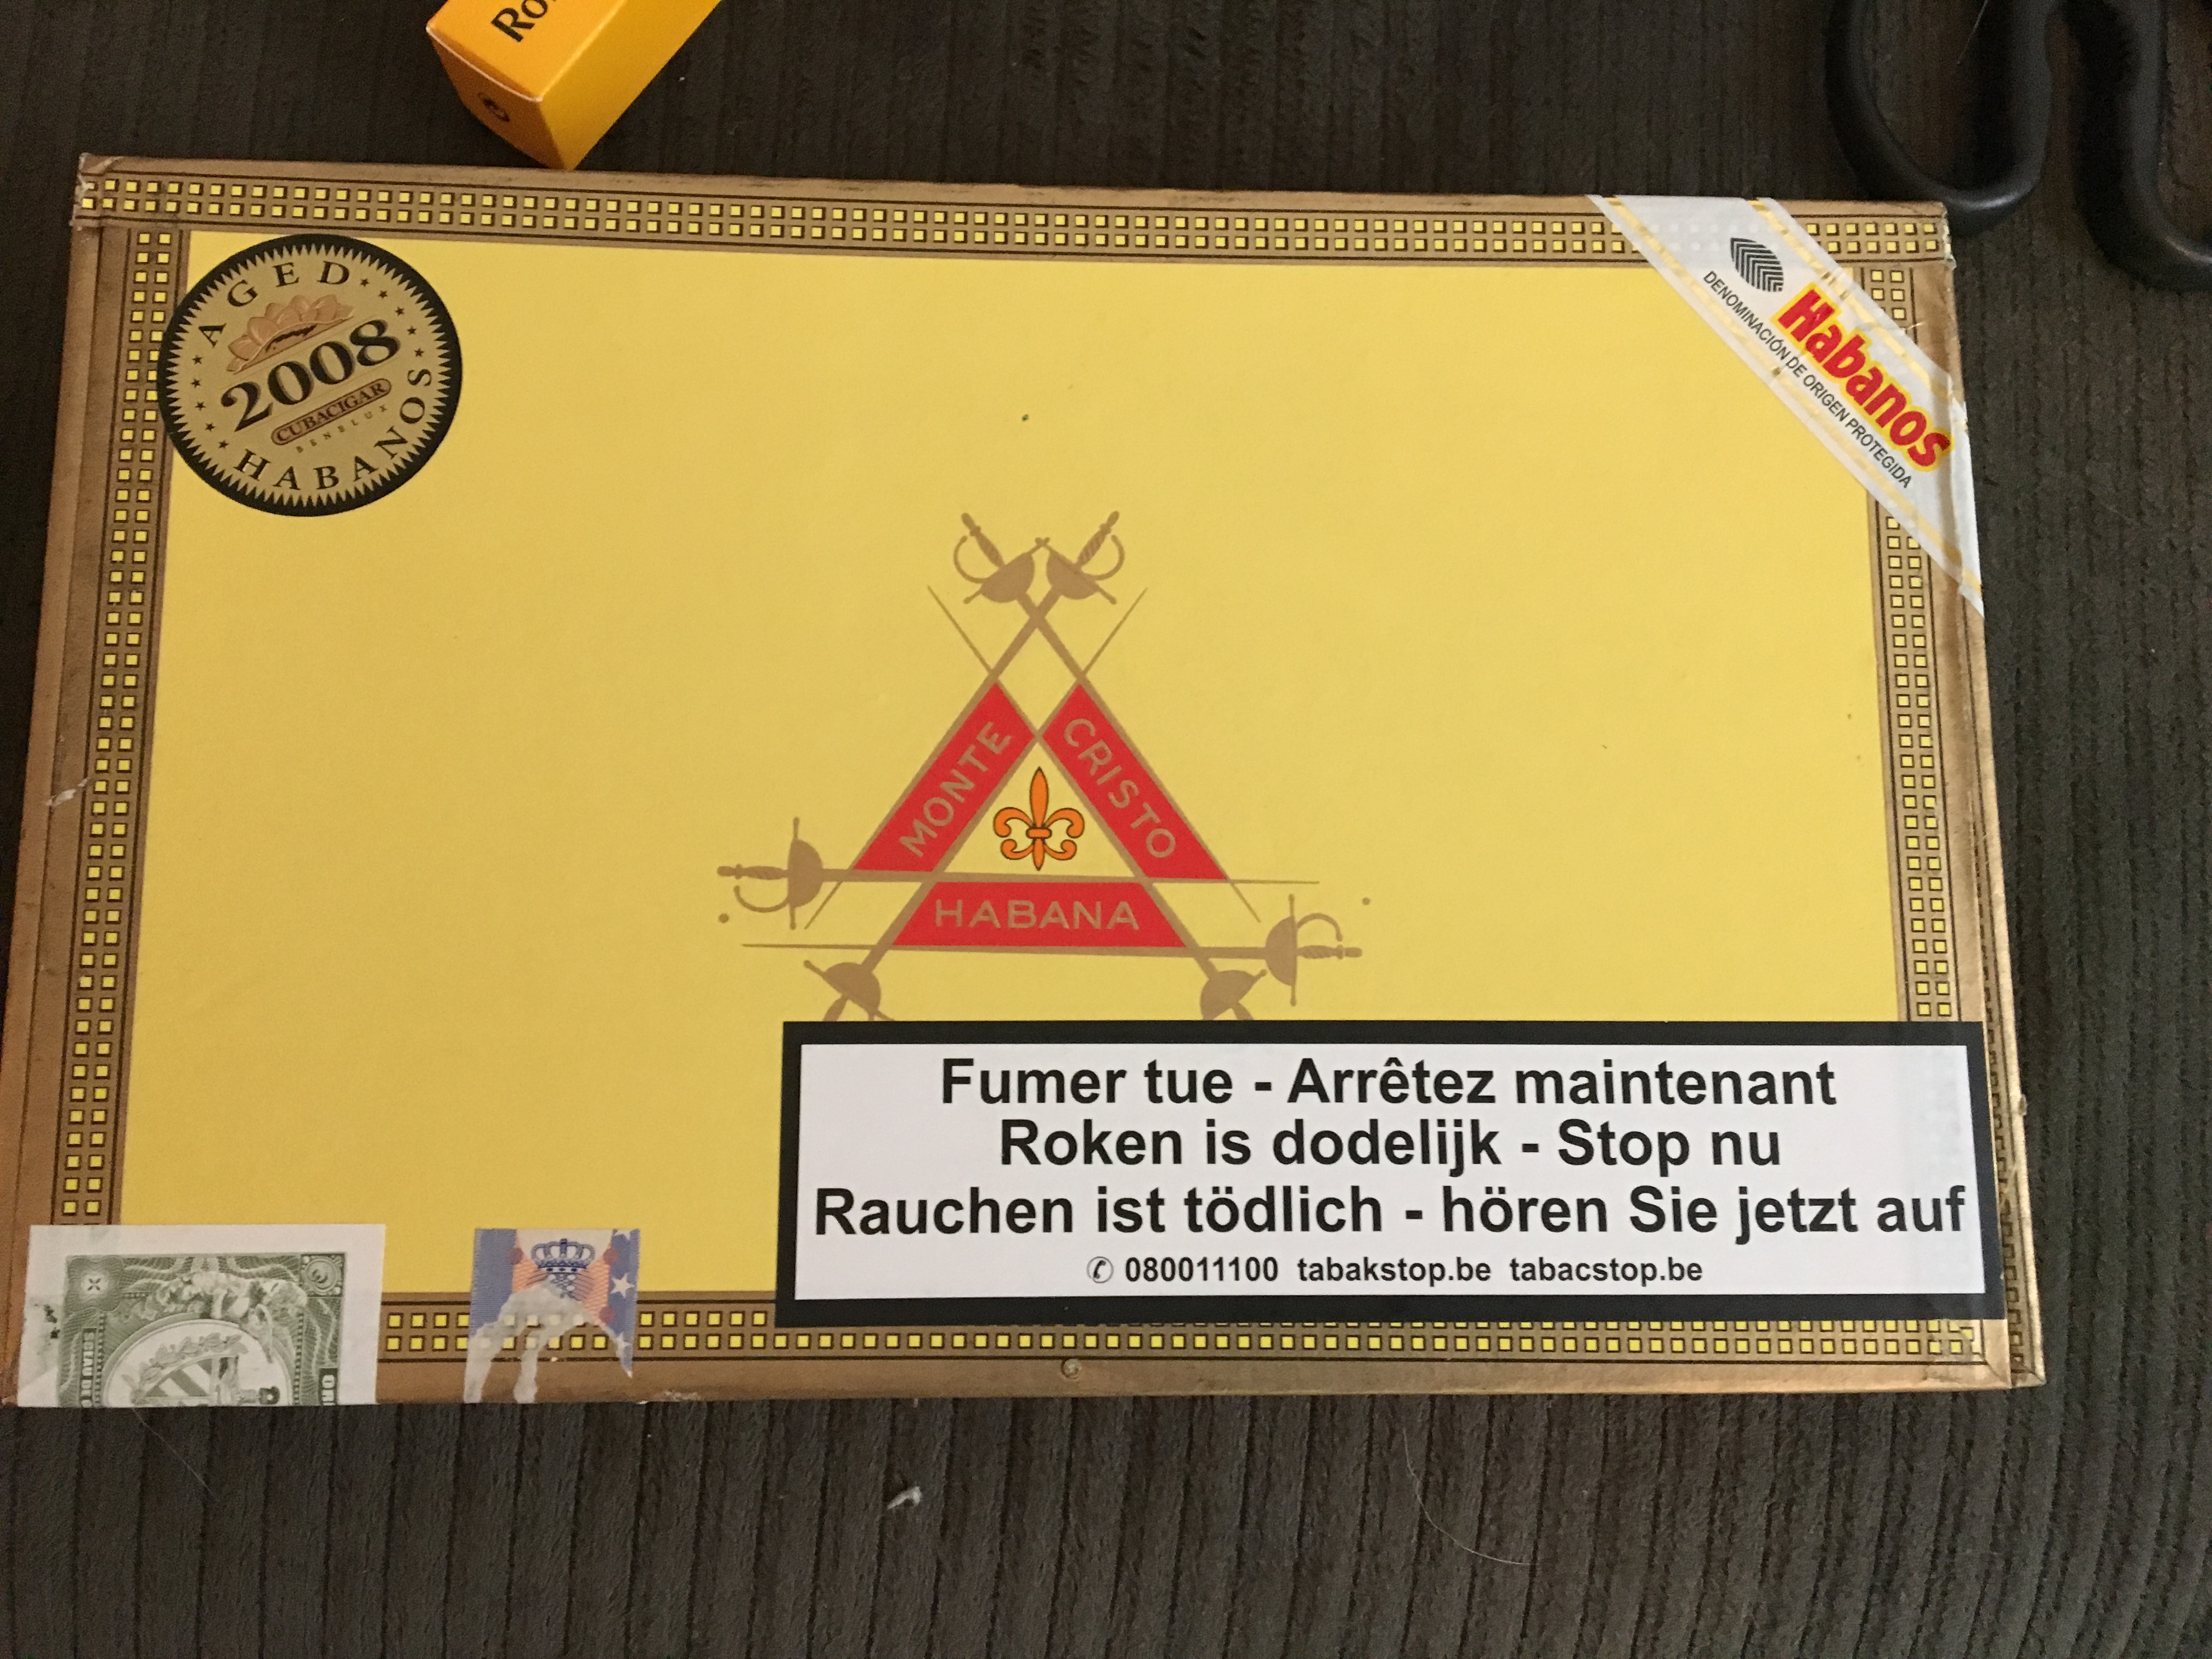 AGED
2008
CUBACIGAR
BENELUX
HABANOS
Habanos
DENOMINACIÓN DE ORIGEN PROTEGIDA
MONTE
CRISTO
HABANA
Fumer tue - Arrêtez maintenant
Roken is dodelijk - Stop nu
Rauchen ist tödlich - hören Sie jetzt auf
✆ 080011100 tabakstop.be tabacstop.be